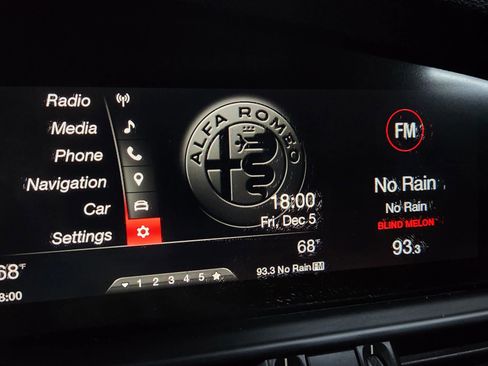 Radio
Media
Phone
Navigation
Car
Settings
ALFA ROMEO
18:00
Fri, Dec 5
68°F
93.3 No Rain FM
1 2 3 4 5
68°F
8:00
FM
No Rain
No Rain
BLIND MELON
93.3